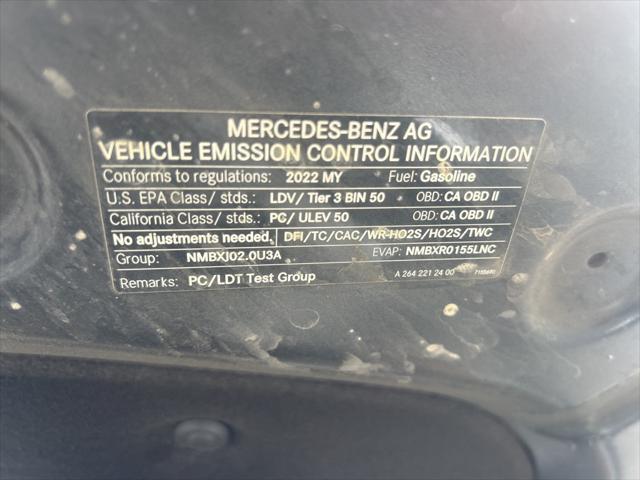 MERCEDES-BENZ AG
VEHICLE EMISSION CONTROL INFORMATION
Conforms to regulations: 2022 MY Fuel: Gasoline
U.S. EPA Class/ stds.: LDV/ Tier 3 BIN 50 OBD: CA OBD II
California Class/ stds.: PC/ ULEV 50 OBD: CA OBD II
No adjustments needed. DFI/TC/CAC/WR-HO2S/HO2S/TWC
Group: NMBXJ02.0U3A EVAP: NMBXR0155LNC
Remarks: PC/LDT Test Group A 264 221 24 00